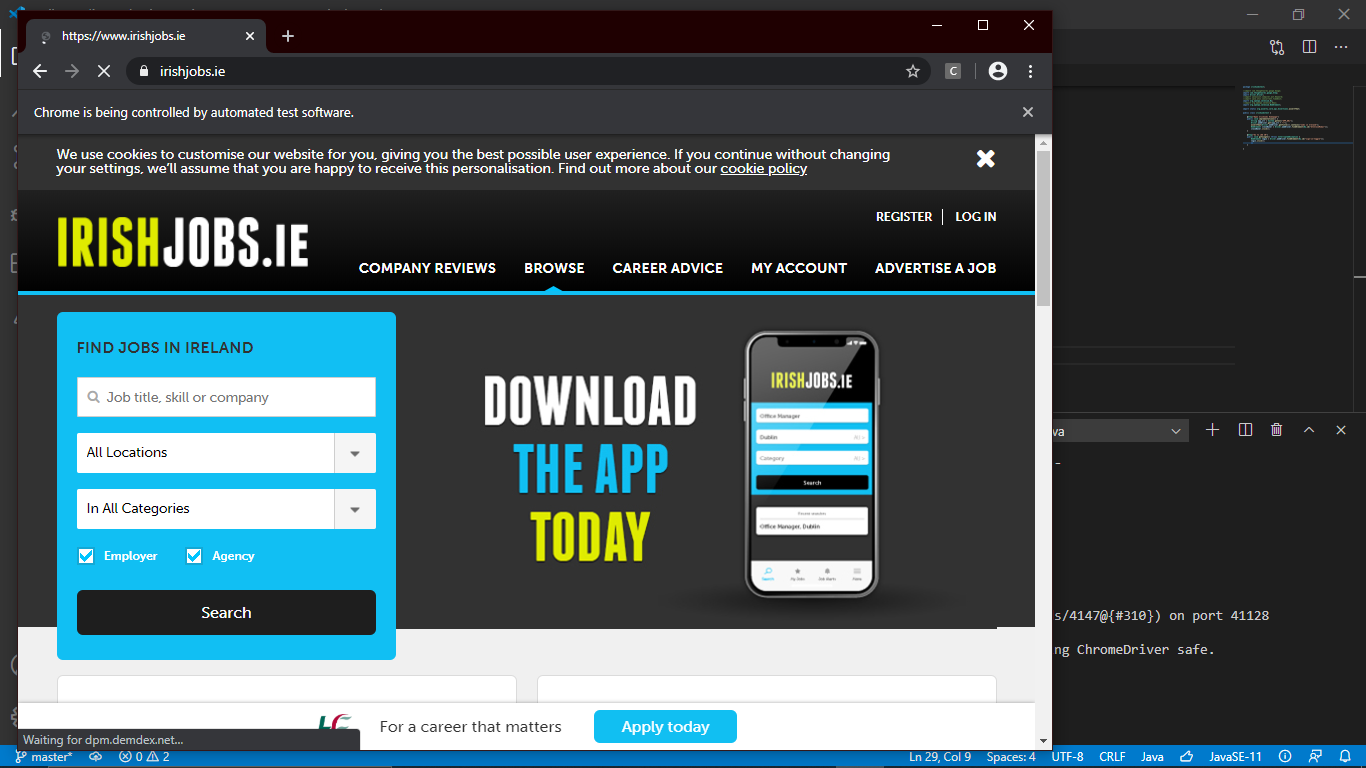 https://www.irishjobs.ie
irishjobs.ie
C
Chrome is being controlled by automated test software.
We use cookies to customise our website for you, giving you the best possible user experience. If you continue without changing
your settings, we'll assume that you are happy to receive this personalisation. Find out more about our cookie policy
REGISTER | LOG IN
IRISHJOBS.IE
COMPANY REVIEWS BROWSE CAREER ADVICE MY ACCOUNT ADVERTISE A JOB
FIND JOBS IN IRELAND
Job title, skill or company
All Locations
In All Categories
Employer Agency
Search
DOWNLOAD
THE APP
TODAY
IRISHJOBS.IE
Office Manager
Dublin
Category
Search
Office Manager, Dublin
va
s/4147@{#310}) on port 41128
ng ChromeDriver safe.
For a career that matters
Apply today
Waiting for dpm.demdex.net...
master* 0 2 Ln 29, Col 9 Spaces: 4 UTF-8 CRLF Java JavaSE-11